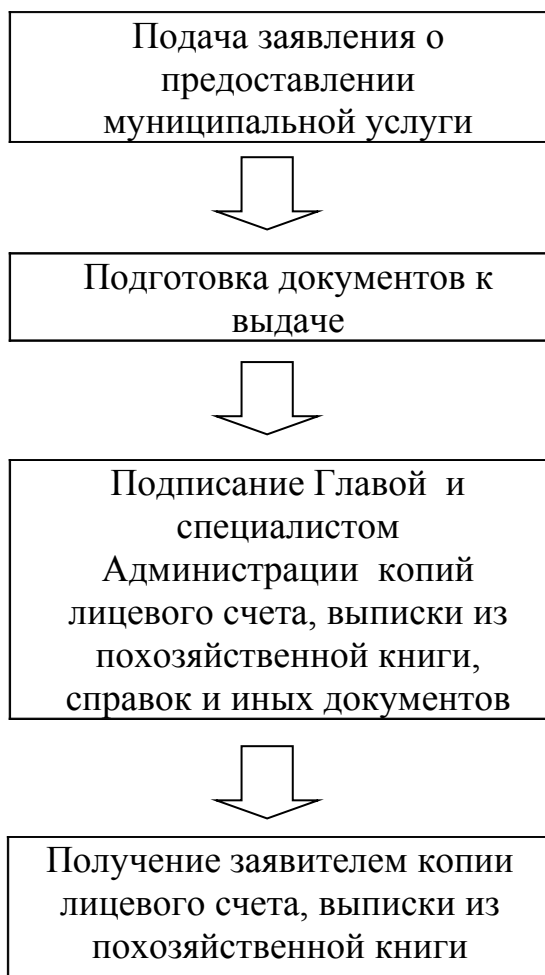 Подача заявления о
предоставлении
муниципальной услуги
Подготовка документов к
выдаче
Подписание Главой и
специалистом
Администрации копий
лицевого счета, выписки из
похозяйственной книги,
справок и иных документов
Получение заявителем копии
лицевого счета, выписки из
похозяйственной книги